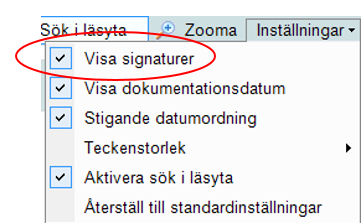 Sök i läsyta Zooma Inställningar
Visa signaturer
Visa dokumentationsdatum
Stigande datumordning
Teckenstorlek
Aktivera sök i läsyta
Återställ till standardinställningar